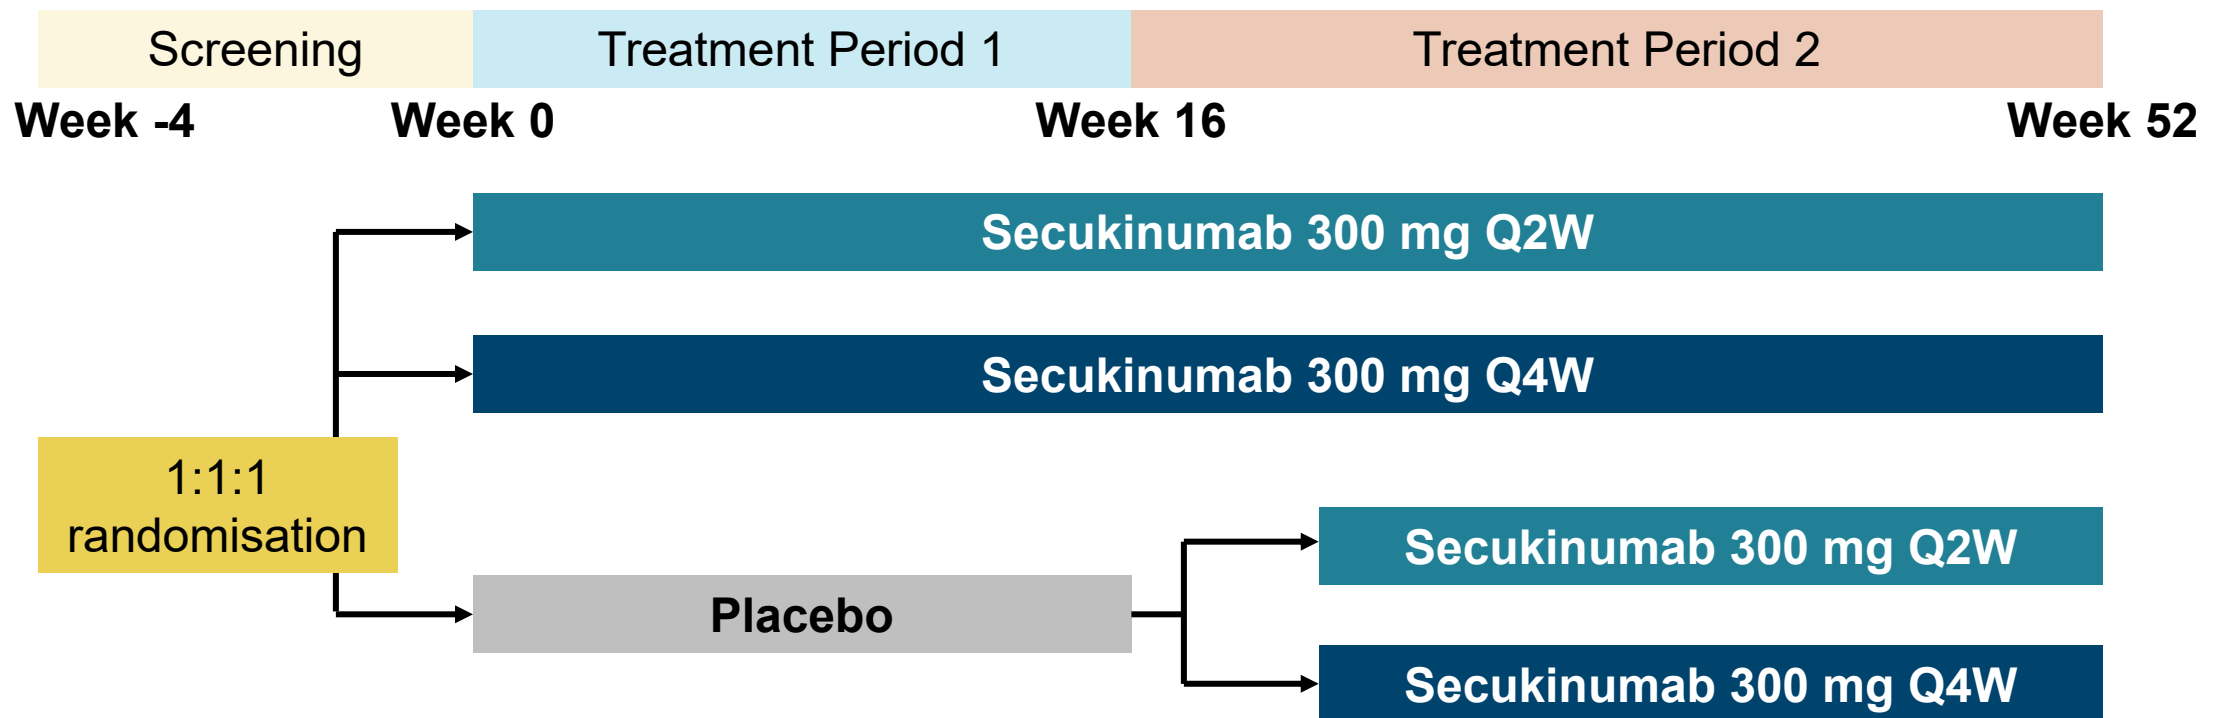 Screening
Treatment Period 1
Treatment Period 2
Week -4
Week 0
Week 16
Week 52
Secukinumab 300 mg Q2W
Secukinumab 300 mg Q4W
1:1:1
randomisation
Placebo
Secukinumab 300 mg Q2W
Secukinumab 300 mg Q4W